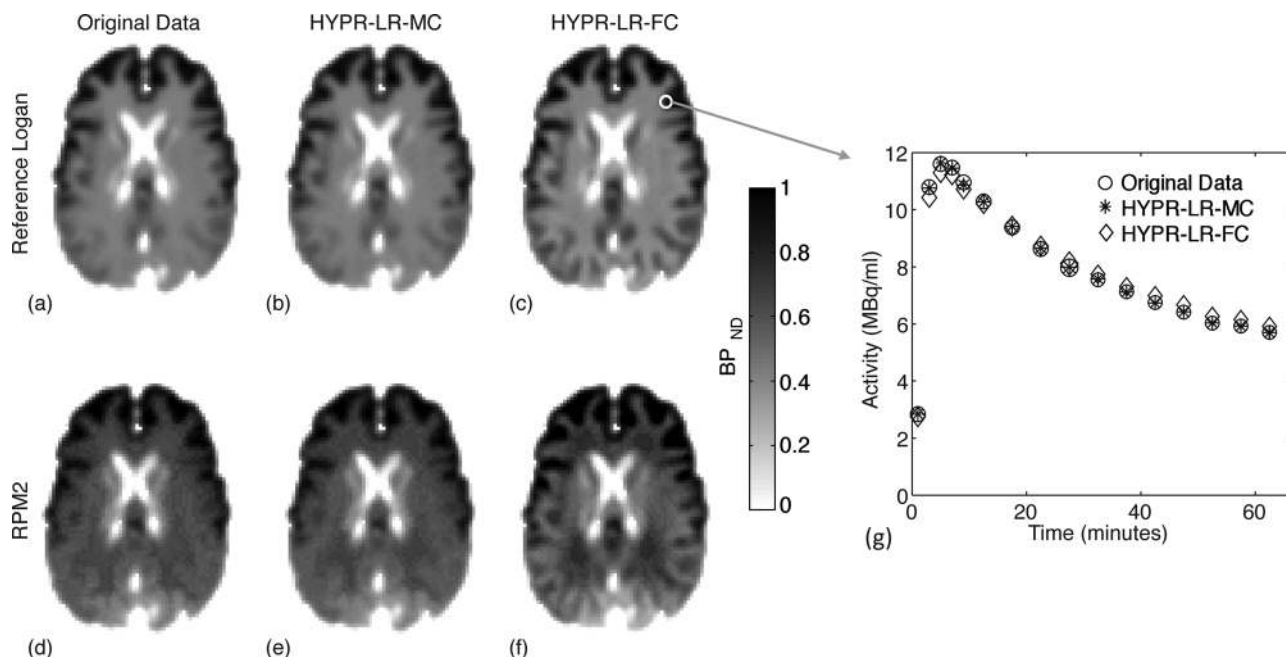 Original Data
HYPR-LR-MC
HYPR-LR-FC
Reference Logan
(a)
(b)
(c)
RPM2
(d)
(e)
(f)
1
0.8
0.6
0.4
0.2
0
BP ND
12
10
8
6
4
2
0
Activity (MBq/ml)
Original Data
HYPR-LR-MC
HYPR-LR-FC
0 20 40 60
Time (minutes)
(g)